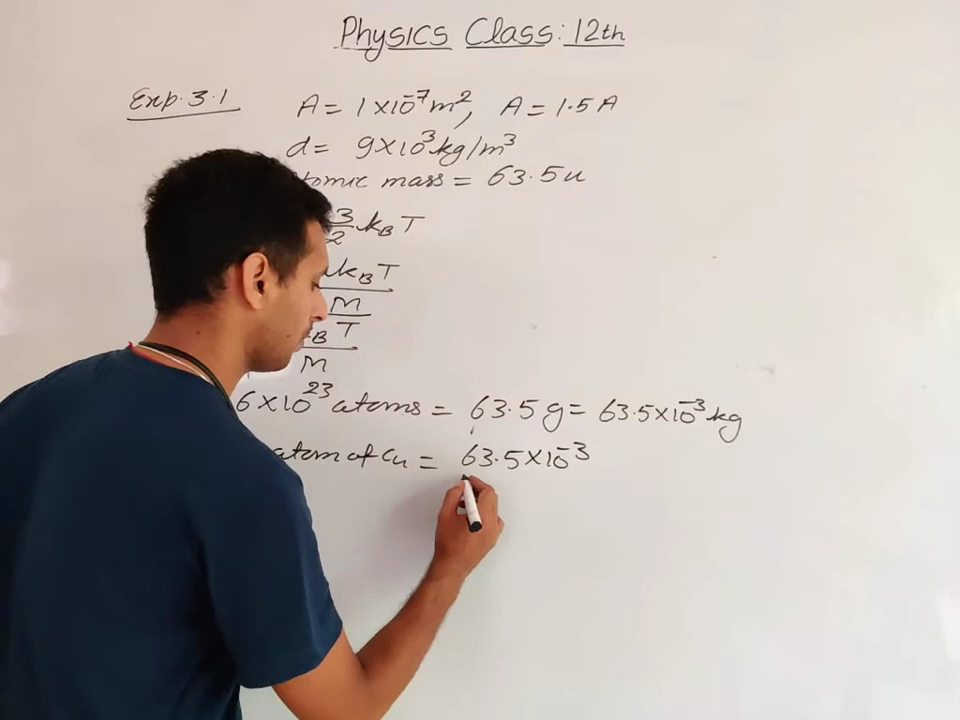 Physics Class: 12th
Exp. 3.1
A = 1 × 10⁻⁷ m², A = 1.5 A
d = 9×10³ kg/m³
tomic mass = 63.5 u
3/2 k_B T
k_B T
M
B T
M
6×10²³ atoms = 63.5 g = 63.5×10⁻³ kg
atom of Cu = 63.5×10⁻³